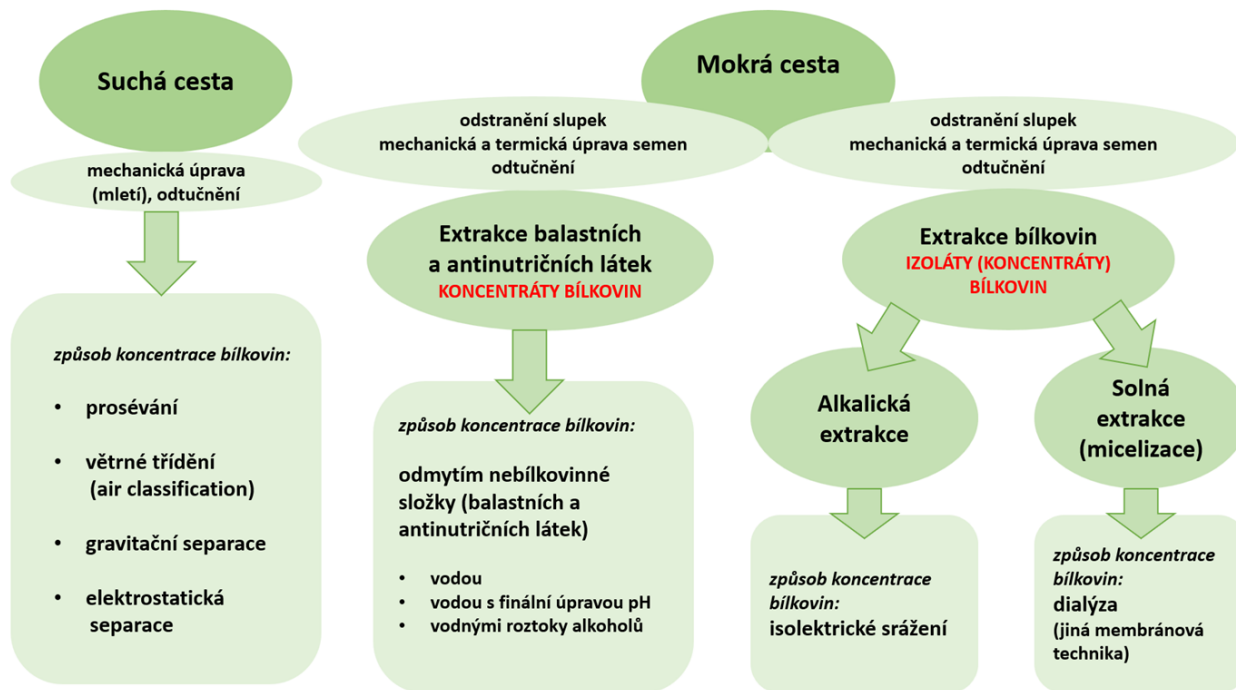 Suchá cesta
mechanická úprava
(mletí), odtučnění
způsob koncentrace bílkovin:
• prosévání
• větrné třídění
(air classification)
• gravitační separace
• elektrostatická
separace
Mokrá cesta
odstranění slupek
mechanická a termická úprava semen
odtučnění
Extrakce balastních
a antinutričních látek
KONCENTRÁTY BÍLKOVIN
způsob koncentrace bílkovin:
odmytím nebílkovinné
složky (balastních a
antinutričních látek)
• vodou
• vodou s finální úpravou pH
• vodnými roztoky alkoholů
odstranění slupek
mechanická a termická úprava semen
odtučnění
Extrakce bílkovin
IZOLÁTY (KONCENTRÁTY)
BÍLKOVIN
Alkalická
extrakce
způsob koncentrace
bílkovin:
isolektrické srážení
Solná
extrakce
(micelizace)
způsob koncentrace
bílkovin:
dialýza
(jiná membránová
technika)